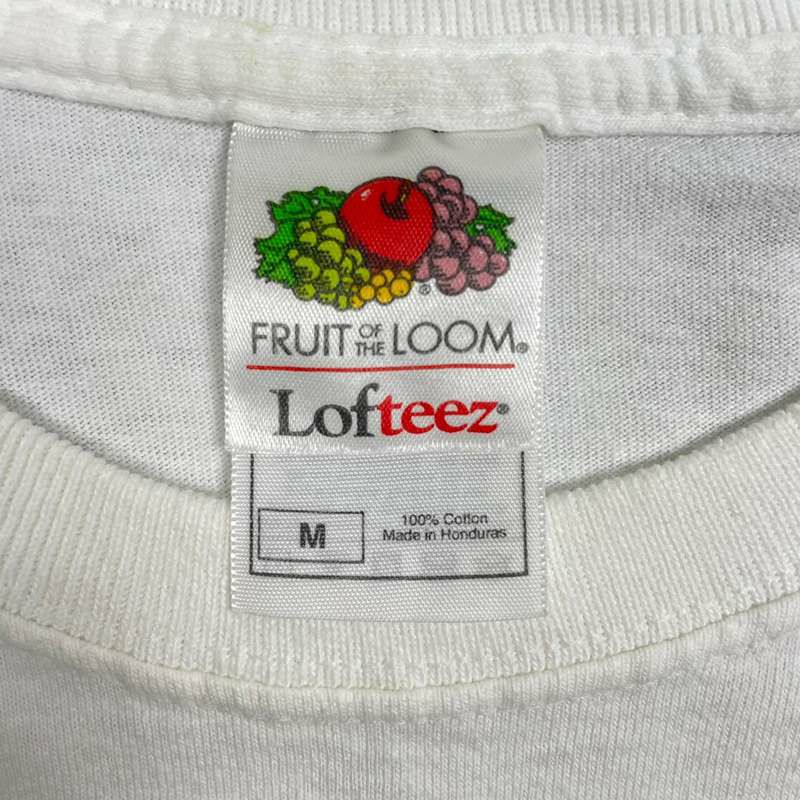 FRUIT OF THE LOOM®
Lofteez®
M
100% Cotton
Made in Honduras